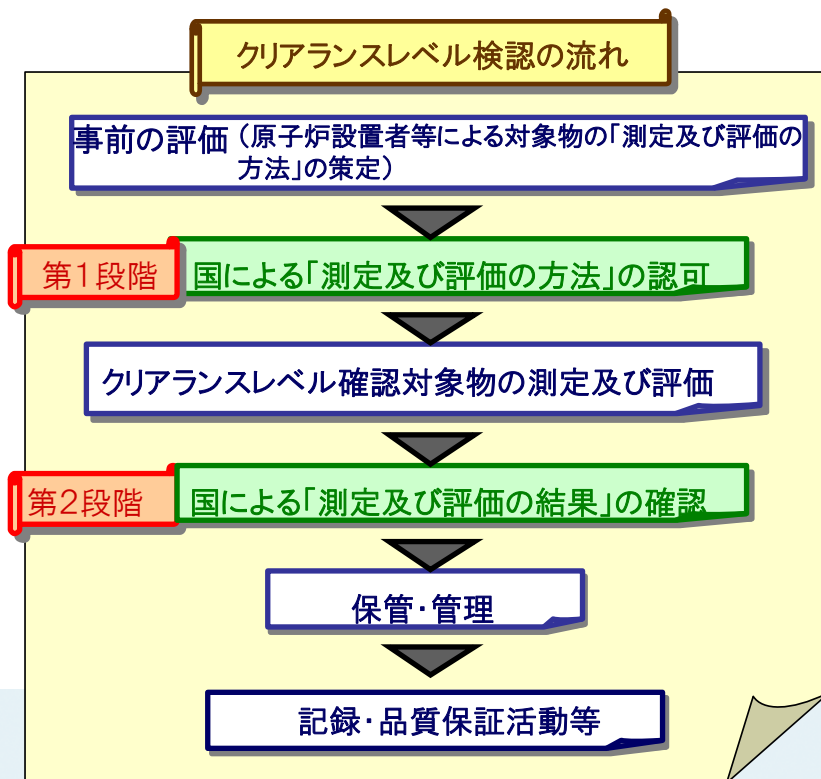 クリアランスレベル検認の流れ
事前の評価（原子炉設置者等による対象物の「測定及び評価の
方法」の策定）
第１段階 国による「測定及び評価の方法」の認可
クリアランスレベル確認対象物の測定及び評価
第２段階 国による「測定及び評価の結果」の確認
保管・管理
記録・品質保証活動等